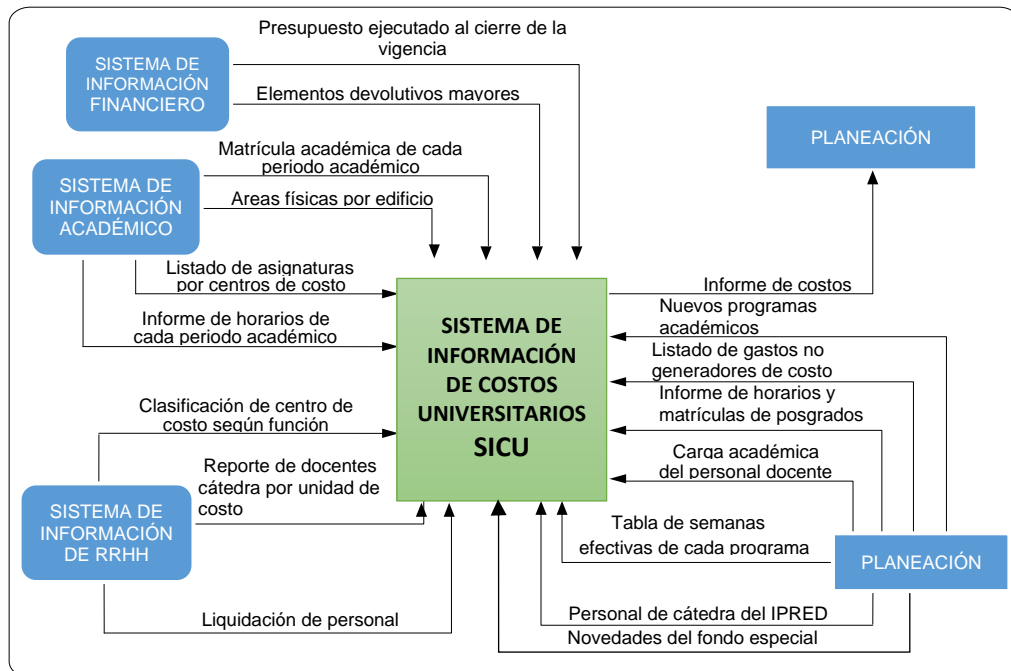 Presupuesto ejecutado al cierre de la
vigencia
SISTEMA DE
INFORMACIÓN
FINANCIERO
Elementos devolutivos mayores
Matrícula académica de cada
periodo académico
SISTEMA DE
INFORMACIÓN
ACADÉMICO
Areas físicas por edificio
Listado de asignaturas
por centros de costo
Informe de horarios de
cada periodo académico
PLANEACIÓN
SISTEMA DE
INFORMACIÓN
DE COSTOS
UNIVERSITARIOS
SICU
Informe de costos
Nuevos programas
académicos
Listado de gastos no
generadores de costo
Informe de horarios y
matrículas de posgrados
Carga académica
del personal docente
Clasificación de centro de
costo según función
Reporte de docentes
cátedra por unidad de
costo
SISTEMA DE
INFORMACIÓN
DE RRHH
Liquidación de personal
Tabla de semanas
efectivas de cada programa
PLANEACIÓN
Personal de cátedra del IPRED
Novedades del fondo especial